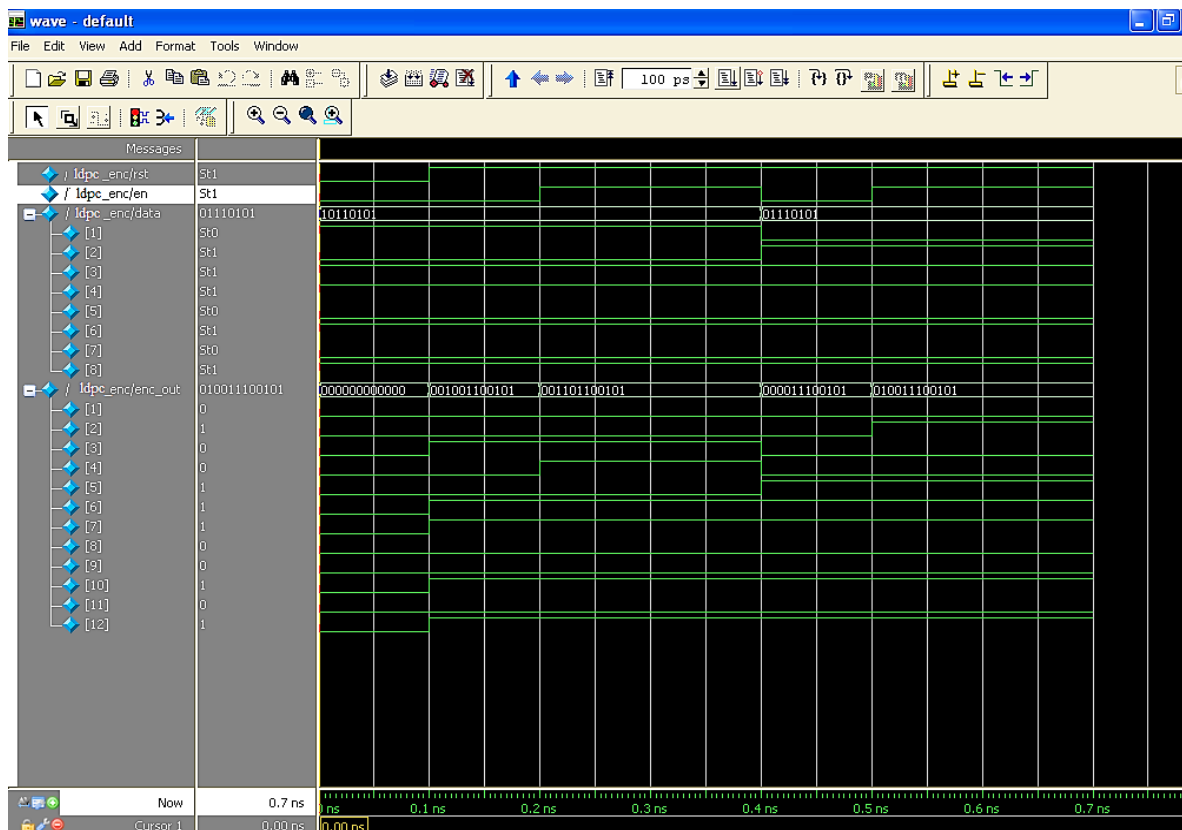 wave - default
File Edit View Add Format Tools Window
100 ps
Messages
/ ldpc _enc/rst St1
/ ldpc_enc/en St1
/ ldpc _enc/data 01110101 10110101 01110101
[1] St0
[2] St1
[3] St1
[4] St1
[5] St0
[6] St1
[7] St0
[8] St1
/ ldpc_enc/enc_out 010011100101 000000000000 001001100101 001101100101 000011100101 010011100101
[1] 0
[2] 1
[3] 0
[4] 0
[5] 1
[6] 1
[7] 1
[8] 0
[9] 0
[10] 1
[11] 0
[12] 1
Now 0.7 ns ns 0.1 ns 0.2 ns 0.3 ns 0.4 ns 0.5 ns 0.6 ns 0.7 ns
Cursor 1 0.00 ns 0.00 ns